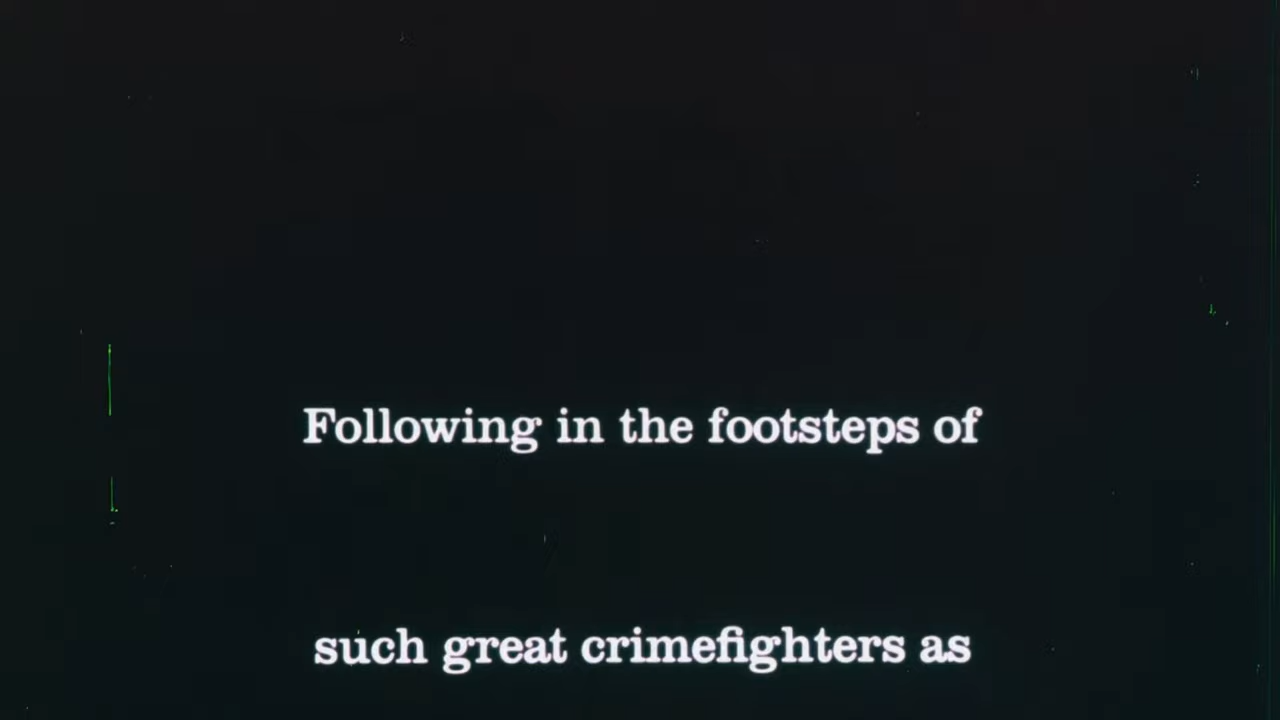 Following in the footsteps of
such great crimefighters as